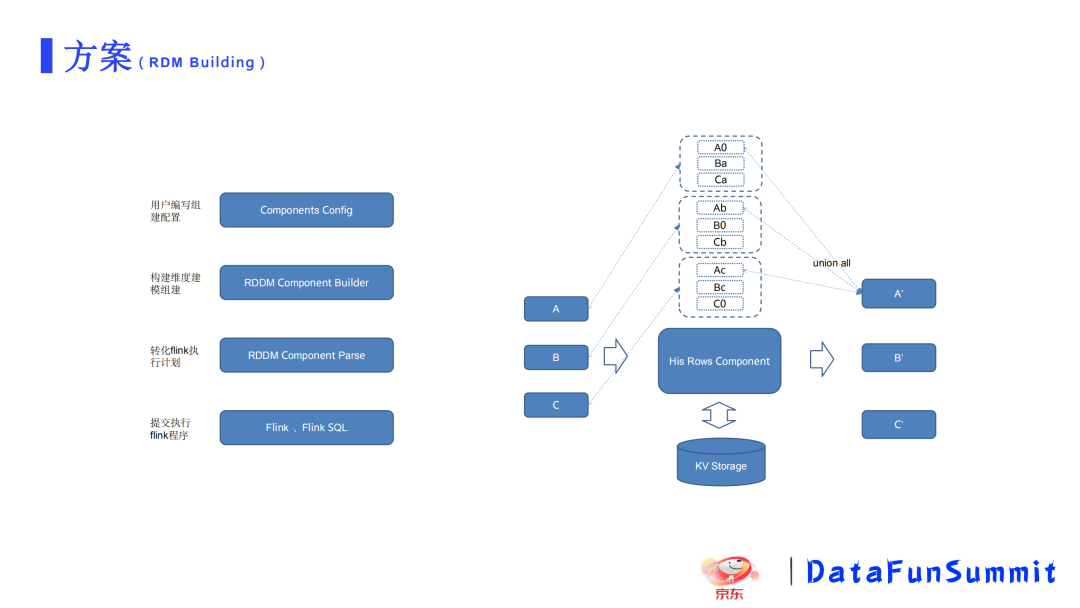 方案 ( RDM Building )
用户编写组
建配置
Components Config
构建维度建
模组建
RDDM Component Builder
转化flink执
行计划
RDDM Component Parse
提交执行
flink程序
Flink 、Flink SQL
A0
Ba
Ca
Ab
B0
Cb
Ac
Bc
C0
union all
A
B
C
His Rows Component
KV Storage
A'
B'
C'
京东
DataFunSummit